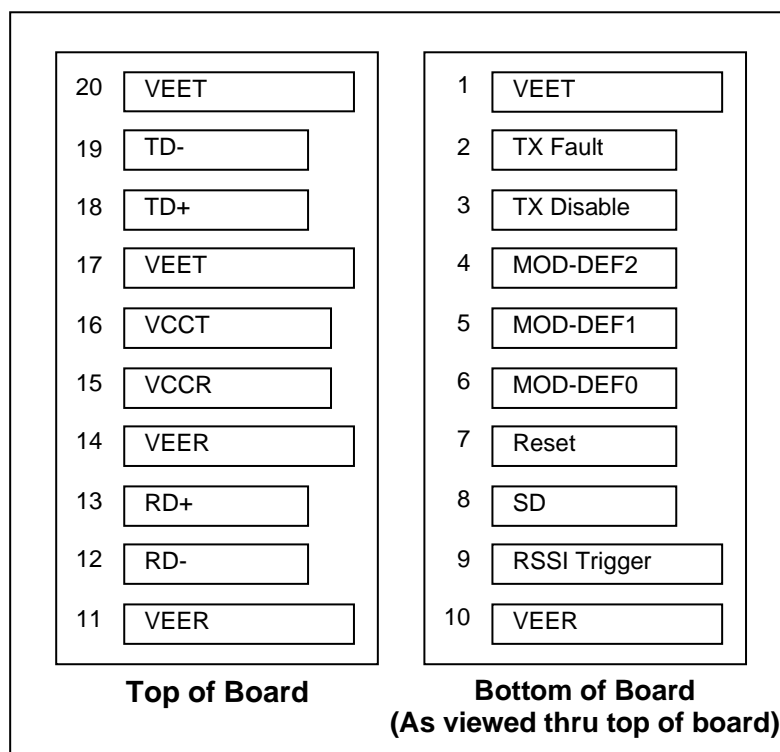 20 VEET
19 TD-
18 TD+
17 VEET
16 VCCT
15 VCCR
14 VEER
13 RD+
12 RD-
11 VEER
Top of Board
1 VEET
2 TX Fault
3 TX Disable
4 MOD-DEF2
5 MOD-DEF1
6 MOD-DEF0
7 Reset
8 SD
9 RSSI Trigger
10 VEER
Bottom of Board
(As viewed thru top of board)